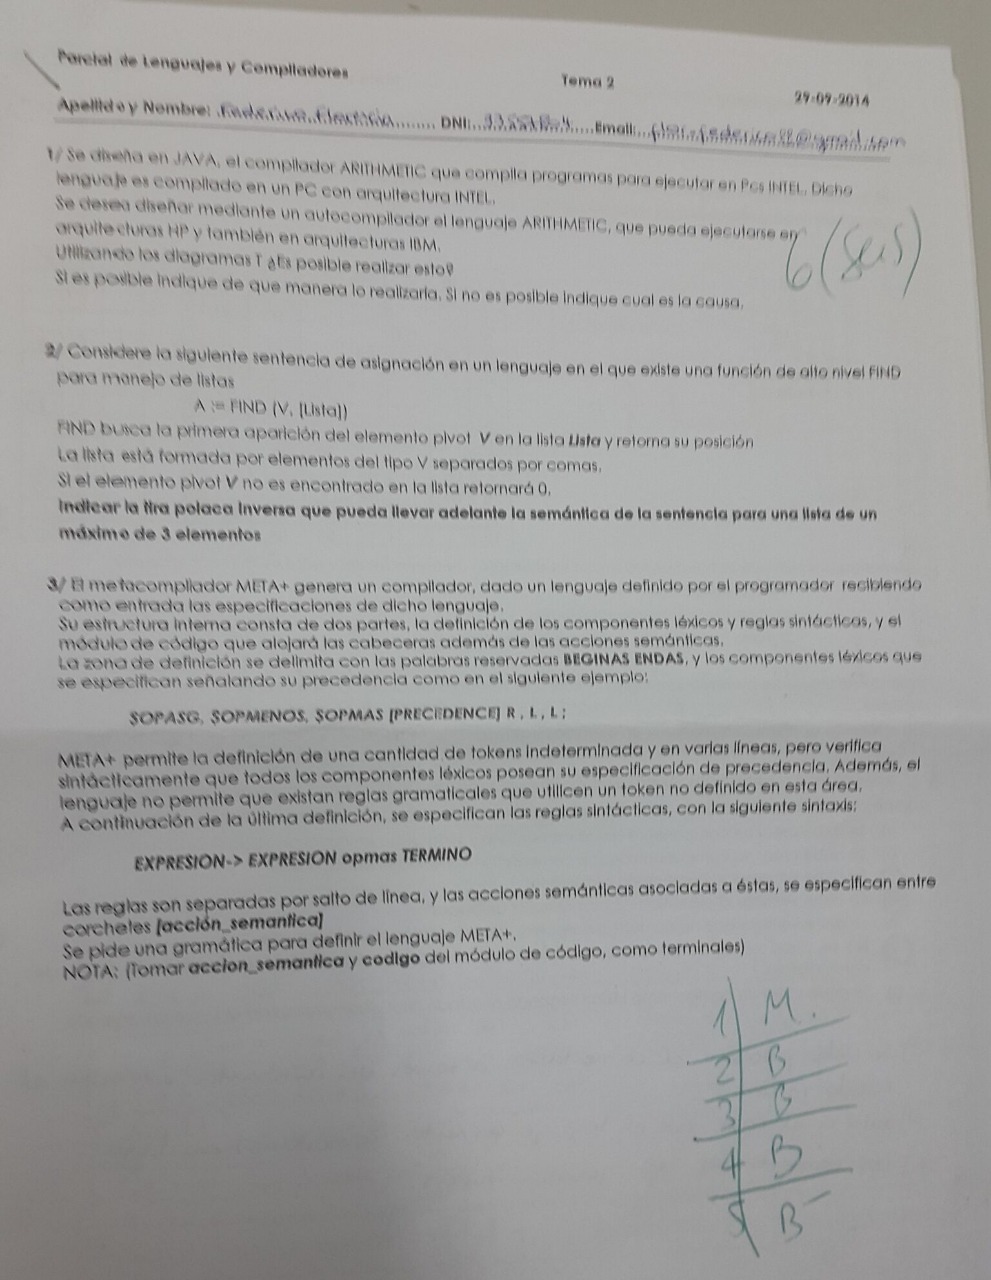 Parcial de Lenguajes y Compiladores Tema 2 29-09-2014
Apellido y Nombre: DNI: Email:
1/ Se diseña en JAVA, el compilador ARITHMETIC que compila programas para ejecutar en Pcs INTEL. Dicho
lenguaje es compilado en un PC con arquitectura INTEL.
Se desea diseñar mediante un autocompilador el lenguaje ARITHMETIC, que pueda ejecutarse en
arquitecturas HP y también en arquitecturas IBM.
Utilizando los diagramas T ¿Es posible realizar esto?
Si es posible indique de que manera lo realizaría. Si no es posible indique cual es la causa.
6 (Seis)
2/ Considere la siguiente sentencia de asignación en un lenguaje en el que existe una función de alto nivel FIND
para manejo de listas
A := FIND (V, [Lista])
FIND busca la primera aparición del elemento pivot V en la lista Lista y retorna su posición
La lista está formada por elementos del tipo V separados por comas.
Si el elemento pivot V no es encontrado en la lista retornará 0.
Indicar la tira polaca inversa que pueda llevar adelante la semántica de la sentencia para una lista de un
máximo de 3 elementos
3/ El metacompilador META+ genera un compilador, dado un lenguaje definido por el programador recibiendo
como entrada las especificaciones de dicho lenguaje.
Su estructura interna consta de dos partes, la definición de los componentes léxicos y reglas sintácticas, y el
módulo de código que alojará las cabeceras además de las acciones semánticas.
La zona de definición se delimita con las palabras reservadas BEGINAS ENDAS, y los componentes léxicos que
se especifican señalando su precedencia como en el siguiente ejemplo:
$OPASG, $OPMENOS, $OPMAS [PRECEDENCE] R , L , L ;
META+ permite la definición de una cantidad de tokens indeterminada y en varias líneas, pero verifica
sintácticamente que todos los componentes léxicos posean su especificación de precedencia. Además, el
lenguaje no permite que existan reglas gramaticales que utilicen un token no definido en esta área.
A continuación de la última definición, se especifican las reglas sintácticas, con la siguiente sintaxis:
EXPRESION-> EXPRESION opmas TERMINO
Las reglas son separadas por salto de línea, y las acciones semánticas asociadas a éstas, se especifican entre
corchetes [acción_semantica]
Se pide una gramática para definir el lenguaje META+.
NOTA: (Tomar accion_semantica y codigo del módulo de código, como terminales)
1 M.
2 B
3 B
4 B
5 B-